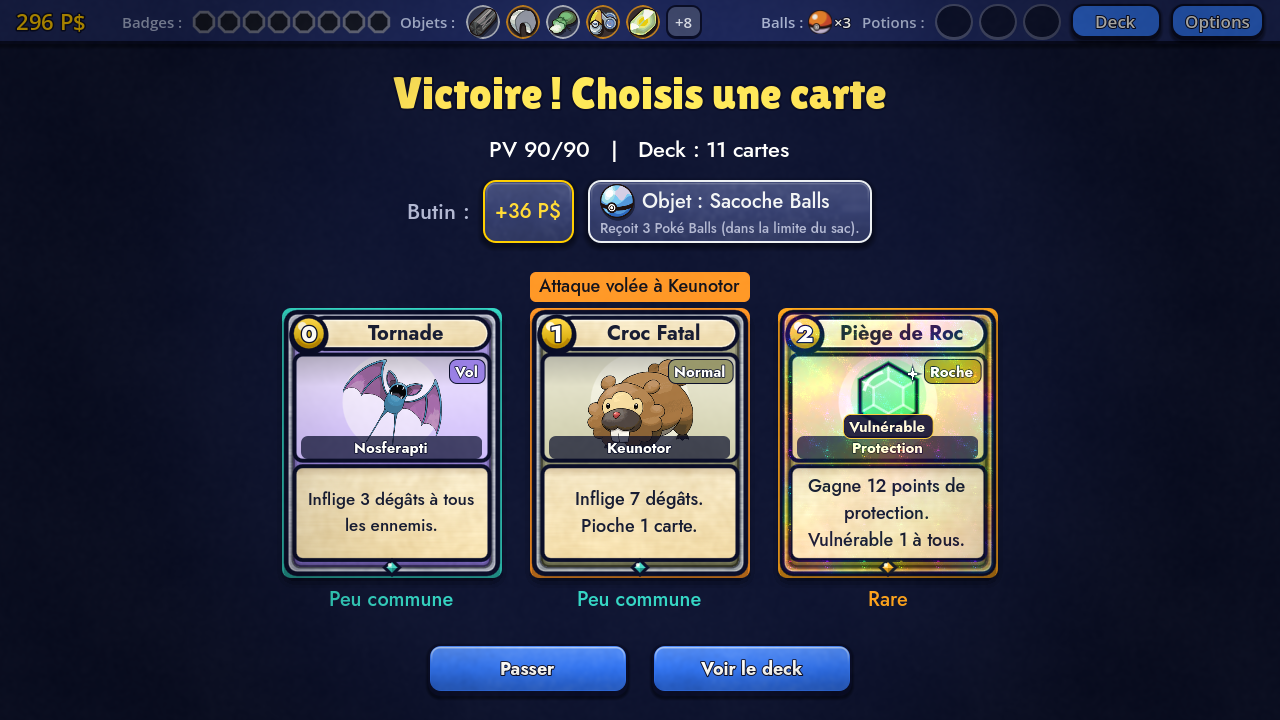 296 P$
Badges :
Objets :
+8
Balls :
×3
Potions :
Deck
Options
Victoire ! Choisis une carte
PV 90/90 | Deck : 11 cartes
Butin :
+36 P$
Objet : Sacoche Balls
Reçoit 3 Poké Balls (dans la limite du sac).
Attaque volée à Keunotor
0
Tornade
Vol
Nosferapti
Inflige 3 dégâts à tous
les ennemis.
Peu commune
1
Croc Fatal
Normal
Keunotor
Inflige 7 dégâts.
Pioche 1 carte.
Peu commune
2
Piège de Roc
Roche
Vulnérable
Protection
Gagne 12 points de
protection.
Vulnérable 1 à tous.
Rare
Passer
Voir le deck